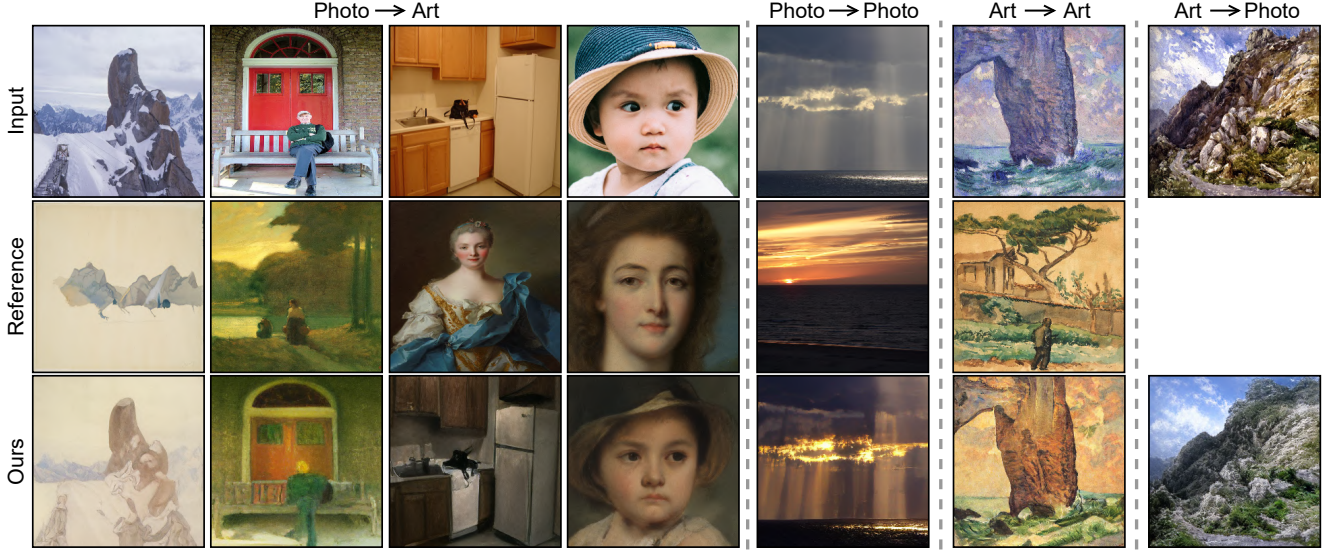 Photo → Art
Photo → Photo
Art → Art
Art → Photo
Input
Reference
Ours